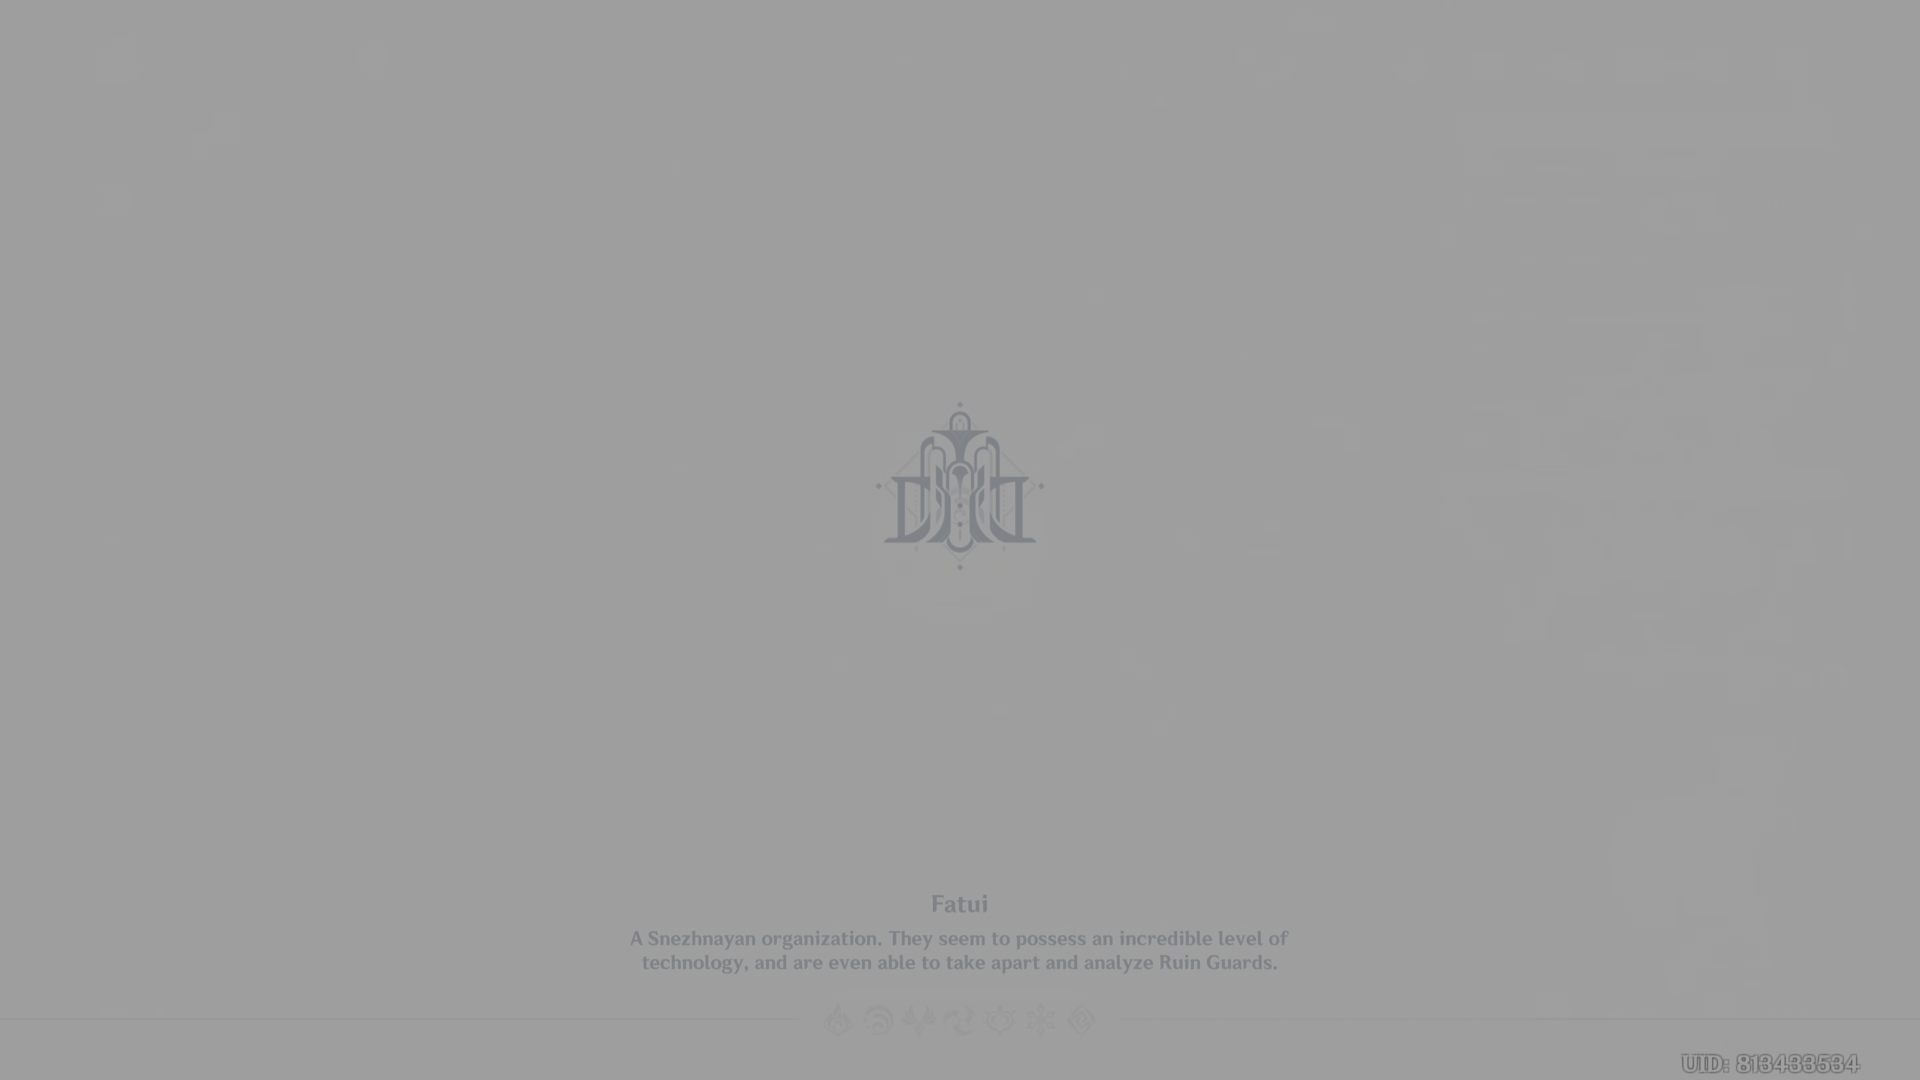 Fatui
A Snezhnayan organization. They seem to possess an incredible level of
technology, and are even able to take apart and analyze Ruin Guards.
UID: 813433534